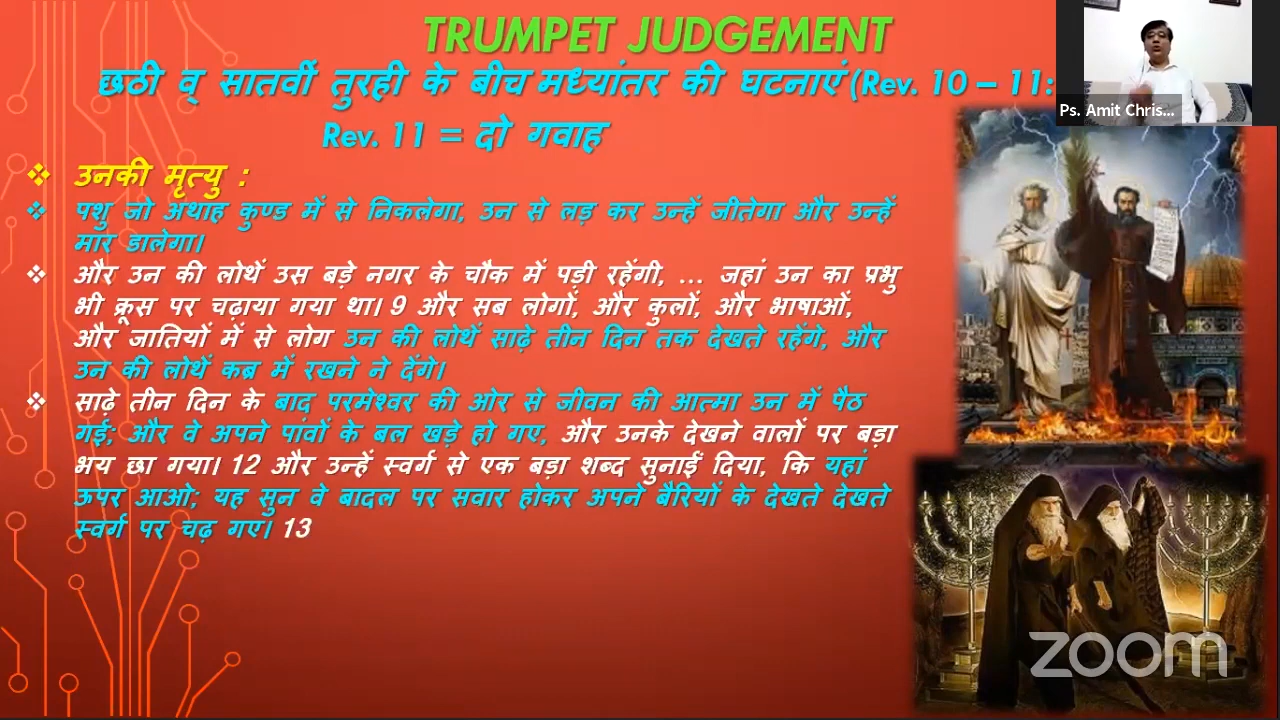 TRUMPET JUDGEMENT
छठी व् सातवीं तुरही के बीच मध्यांतर की घटनाएं (Rev. 10 – 11:
Ps. Amit Chris...
Rev. 11 = दो गवाह
❖ उनकी मृत्यु :
❖ पशु जो अथाह कुण्ड में से निकलेगा, उन से लड़ कर उन्हें जीतेगा और उन्हें
मार डालेगा।
❖ और उन की लोथें उस बड़े नगर के चौक में पड़ी रहेंगी, ... जहां उन का प्रभु
भी क्रूस पर चढ़ाया गया था। 9 और सब लोगों, और कुलों, और भाषाओं,
और जातियों में से लोग उन की लोथें साढ़े तीन दिन तक देखते रहेंगे, और
उन की लोथें कब्र में रखने ने देंगे।
❖ साढ़े तीन दिन के बाद परमेश्वर की ओर से जीवन की आत्मा उन में पैठ
गई; और वे अपने पांवों के बल खड़े हो गए, और उनके देखने वालों पर बड़ा
भय छा गया। 12 और उन्हें स्वर्ग से एक बड़ा शब्द सुनाई दिया, कि यहां
ऊपर आओ; यह सुन वे बादल पर सवार होकर अपने बैरियों के देखते देखते
स्वर्ग पर चढ़ गए। 13
zoom